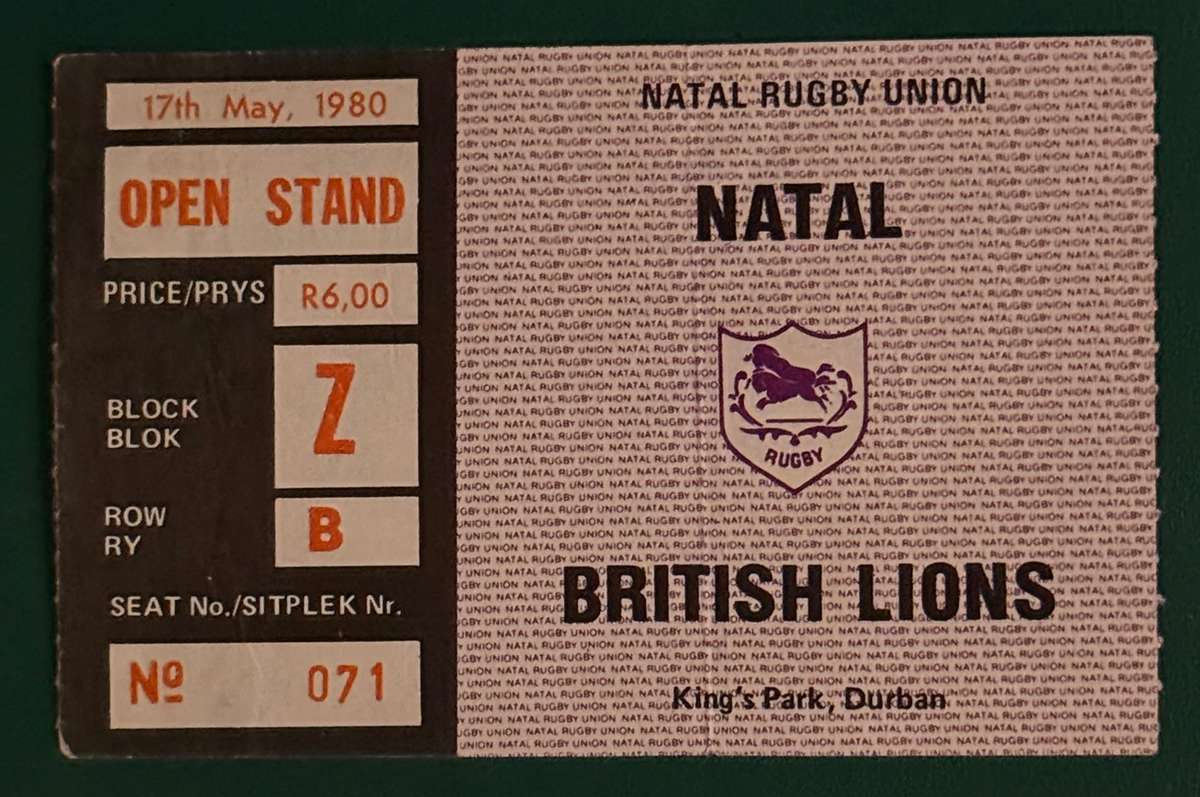 17th May, 1980
OPEN STAND
PRICE/PRYS R6,00
BLOCK
BLOK
Z
ROW
RY
B
SEAT No./SITPLEK Nr.
Nº 071
NATAL RUGBY UNION
NATAL
RUGBY
BRITISH LIONS
King's Park, Durban